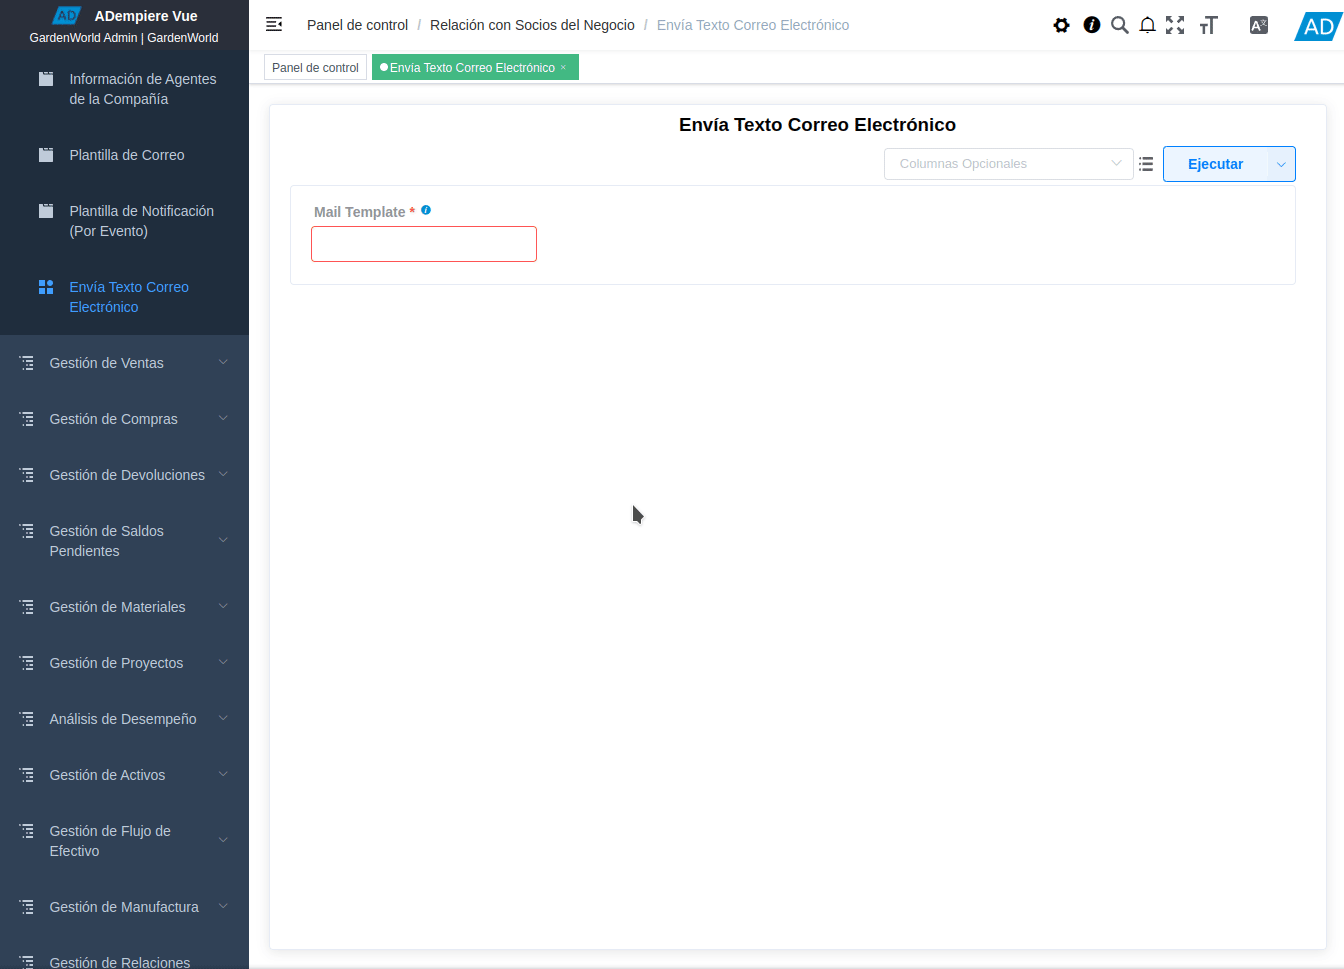 AD ADempiere Vue
GardenWorld Admin | GardenWorld
Información de Agentes
de la Compañía
Plantilla de Correo
Plantilla de Notificación
(Por Evento)
Envía Texto Correo
Electrónico
Gestión de Ventas
Gestión de Compras
Gestión de Devoluciones
Gestión de Saldos
Pendientes
Gestión de Materiales
Gestión de Proyectos
Análisis de Desempeño
Gestión de Activos
Gestión de Flujo de
Efectivo
Gestión de Manufactura
Gestión de Relaciones
Panel de control / Relación con Socios del Negocio / Envía Texto Correo Electrónico
AD
Panel de control
Envía Texto Correo Electrónico ×
Envía Texto Correo Electrónico
Columnas Opcionales
Ejecutar
Mail Template *